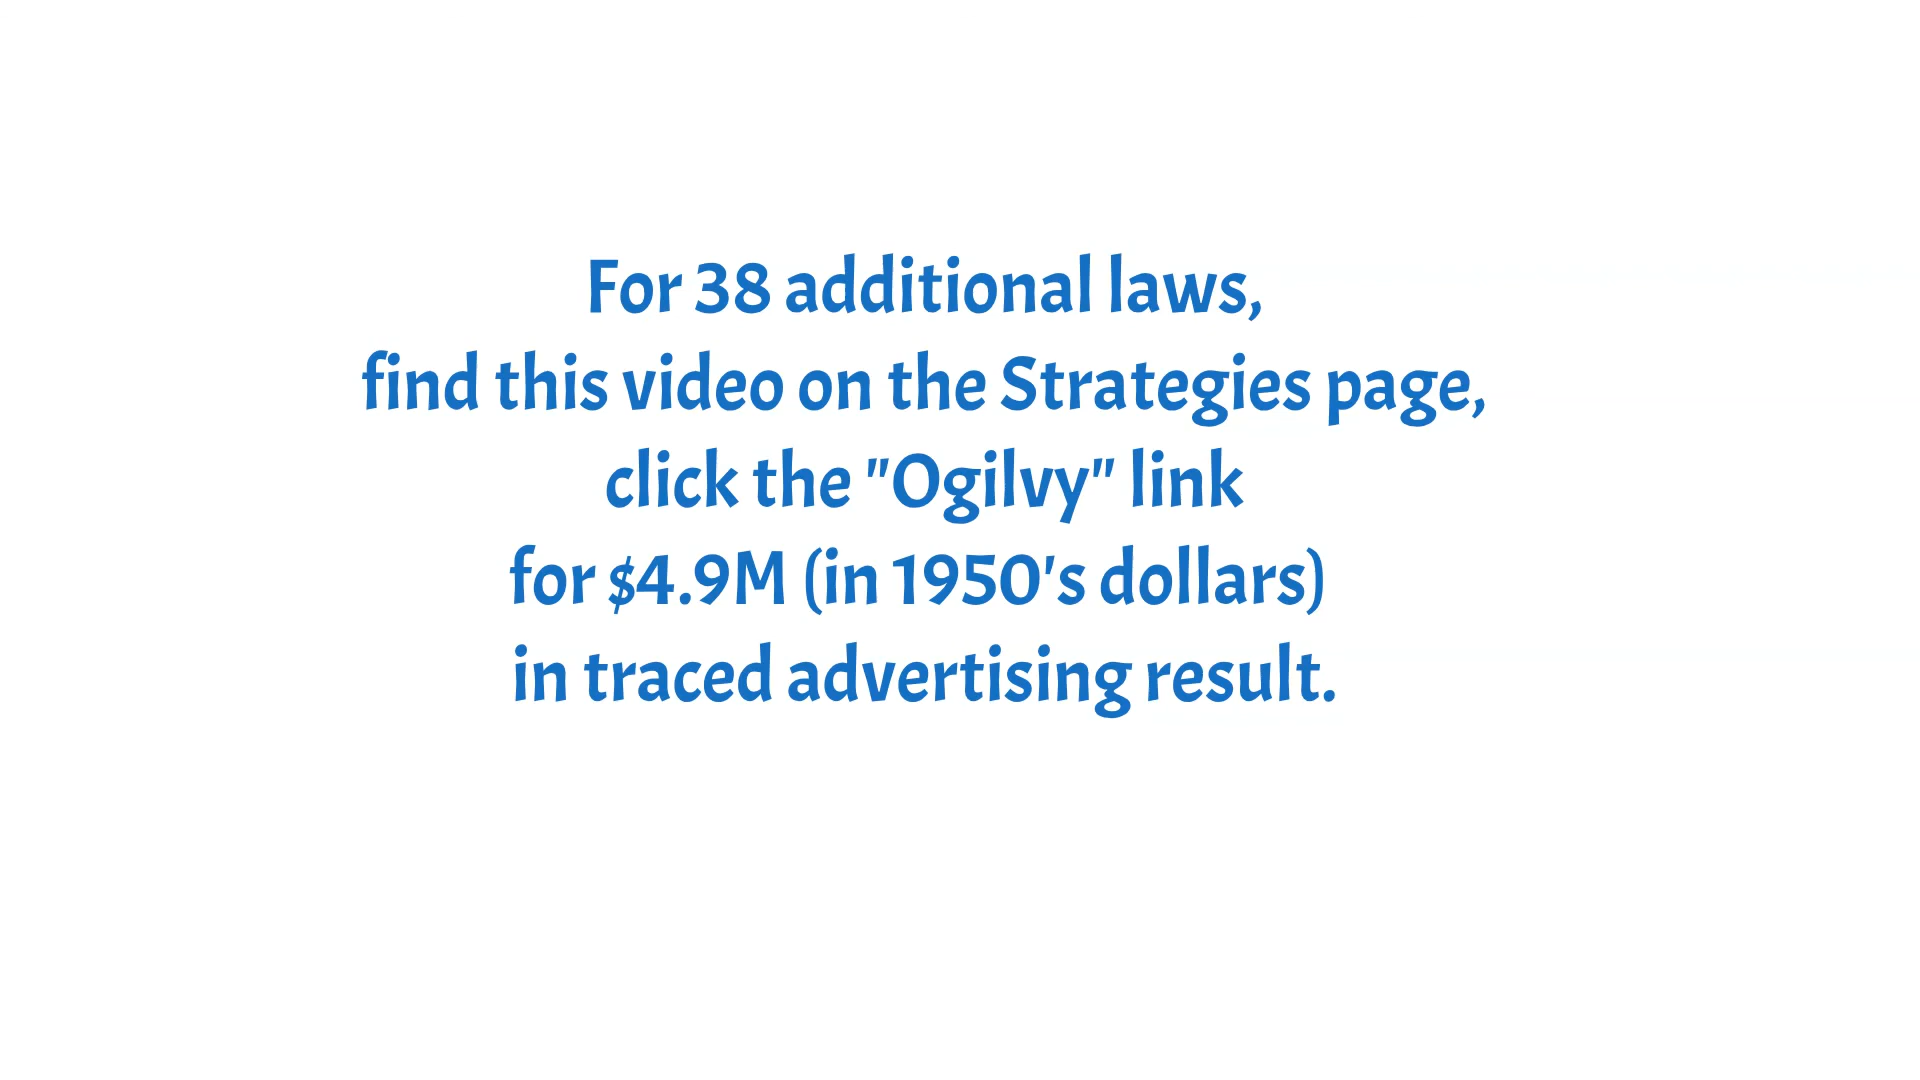 For 38 additional laws,
find this video on the Strategies page,
click the "Ogilvy" link
for $4.9M (in 1950's dollars)
in traced advertising result.